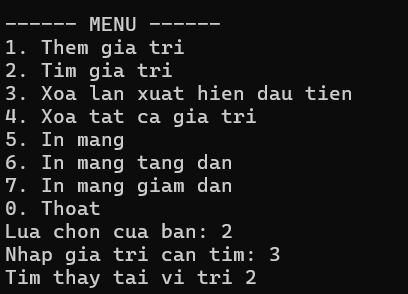 ------ MENU ------
1. Them gia tri
2. Tim gia tri
3. Xoa lan xuat hien dau tien
4. Xoa tat ca gia tri
5. In mang
6. In mang tang dan
7. In mang giam dan
0. Thoat
Lua chon cua ban: 2
Nhap gia tri can tim: 3
Tim thay tai vi tri 2